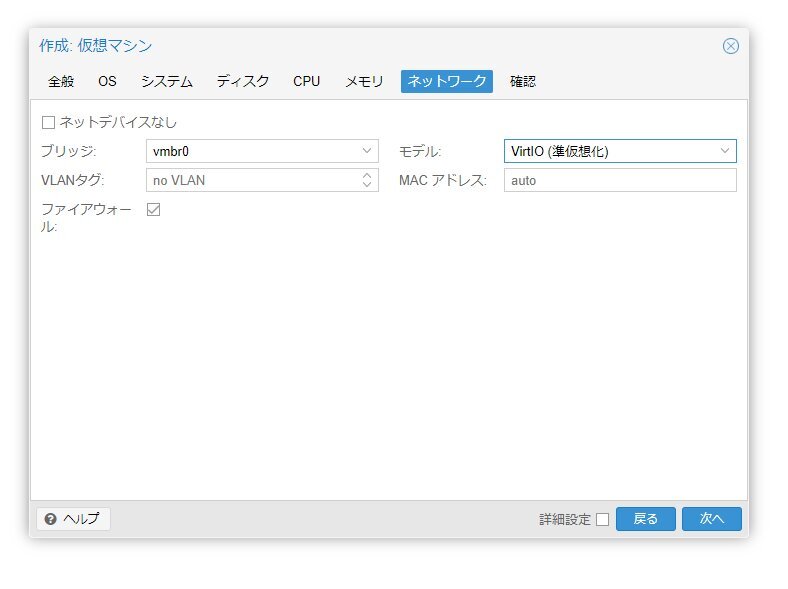 作成: 仮想マシン
全般 OS システム ディスク CPU メモリ ネットワーク 確認
ネットデバイスなし
ブリッジ: vmbr0 モデル: VirtIO (準仮想化)
VLANタグ: no VLAN MAC アドレス: auto
ファイアウォー
ル:
ヘルプ 詳細設定 戻る 次へ